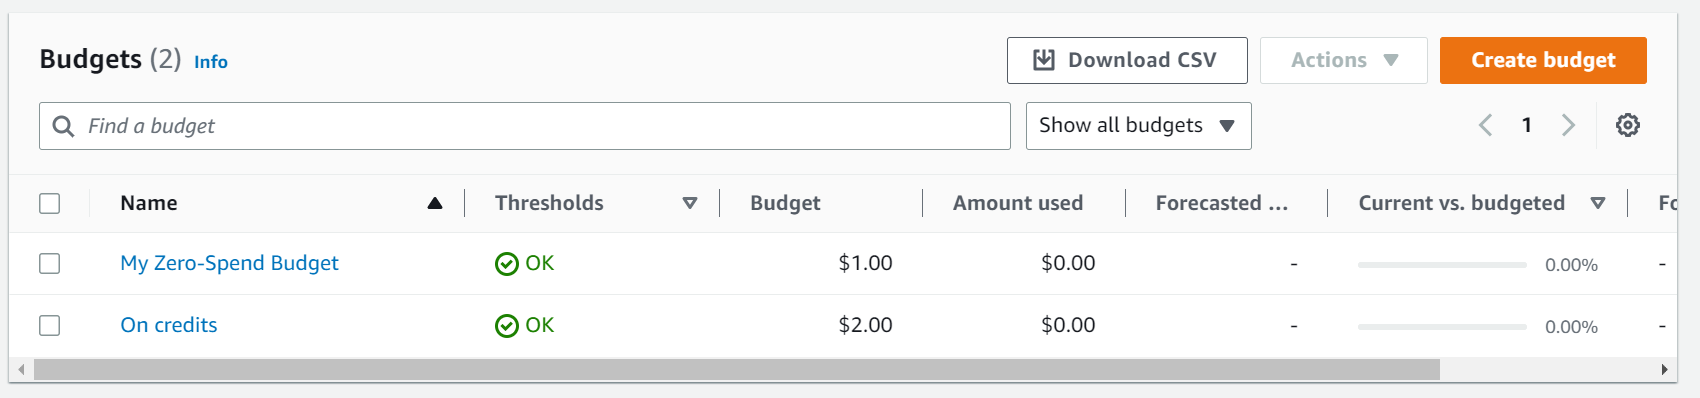 Budgets (2) Info
Download CSV
Actions
Create budget
Find a budget
Show all budgets
1
Name Thresholds Budget Amount used Forecasted ... Current vs. budgeted Fo
My Zero-Spend Budget OK $1.00 $0.00 - 0.00% -
On credits OK $2.00 $0.00 - 0.00% -